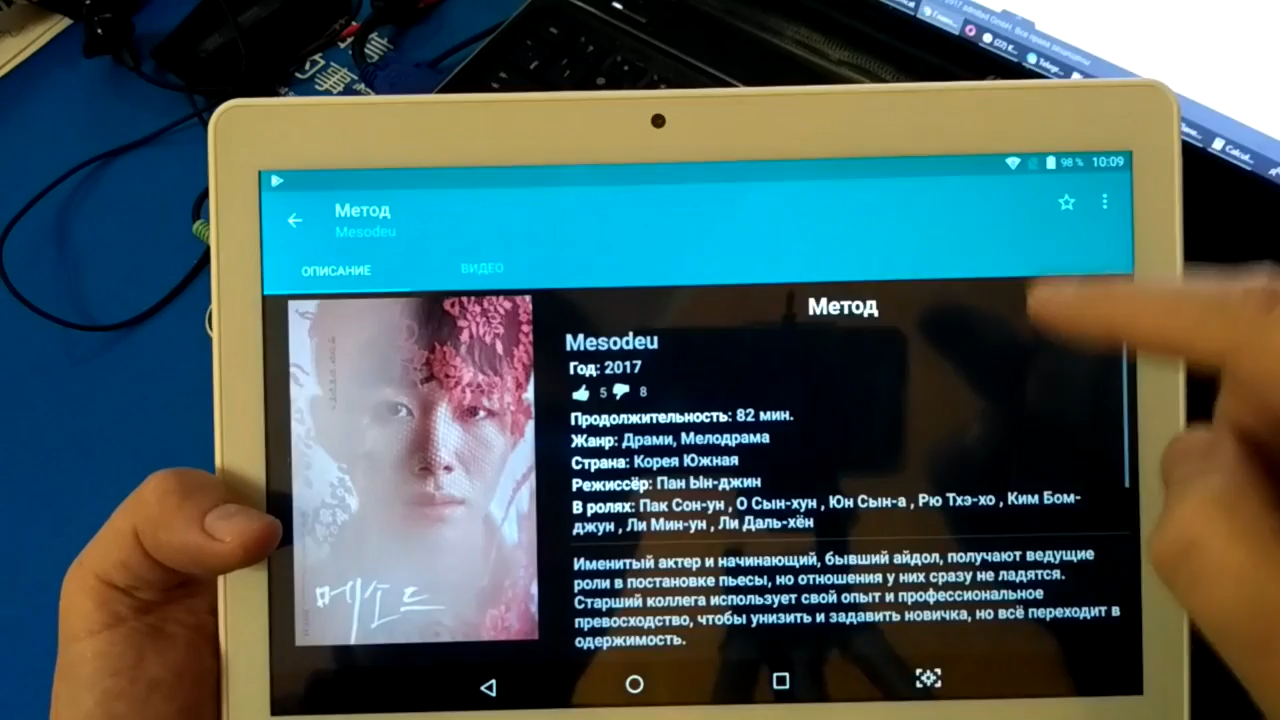 98 % 10:09
Метод
Mesodeu
ОПИСАНИЕ ВИДЕО
Метод
Mesodeu
Год: 2017
5 8
Продолжительность: 82 мин.
Жанр: Драми, Мелодрама
Страна: Корея Южная
Режиссёр: Пан Ын-джин
В ролях: Пак Сон-ун , О Сын-хун , Юн Сын-а , Рю Тхэ-хо , Ким Бом-
джун , Ли Мин-ун , Ли Даль-хён
Именитый актер и начинающий, бывший айдол, получают ведущие
роли в постановке пьесы, но отношения у них сразу не ладятся.
Старший коллега использует свой опыт и профессиональное
превосходство, чтобы унизить и задавить новичка, но всё переходит в
одержимость.
메소드